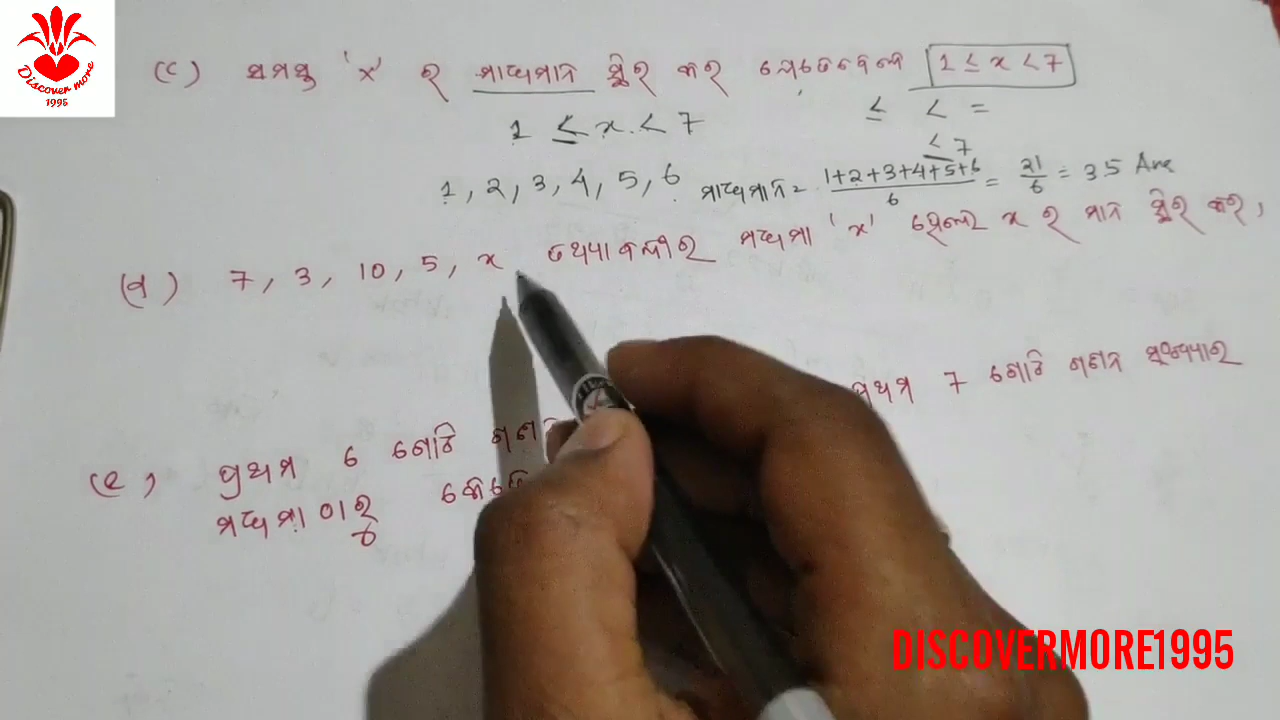 Discover more
1995
(c) ସମସ୍ତ 'x' ର ମାଧ୍ୟମାନ ସ୍ଥିର କର ଯେତେବେଳେ 1 ≤ x < 7
1 ≤ x < 7
≤ < =
≤ 7
1, 2, 3, 4, 5, 6 ମାଧ୍ୟମାନ = 1+2+3+4+5+6 / 6 = 21/6 = 35 Ans
(d) 7, 3, 10, 5, x ତଥ୍ୟାବଳୀର ମଧ୍ୟମା 'x' ହେଲେ x ର ମାନ ସ୍ଥିର କର,
(e) ପ୍ରଥମ 6 ଗୋଟି ଗଣ ପ୍ରଥମ 7 ଗୋଟି ଗଣନ ସଂଖ୍ୟାର
ମଧ୍ୟମା ଠାରୁ କେତେ
DISCOVERMORE1995